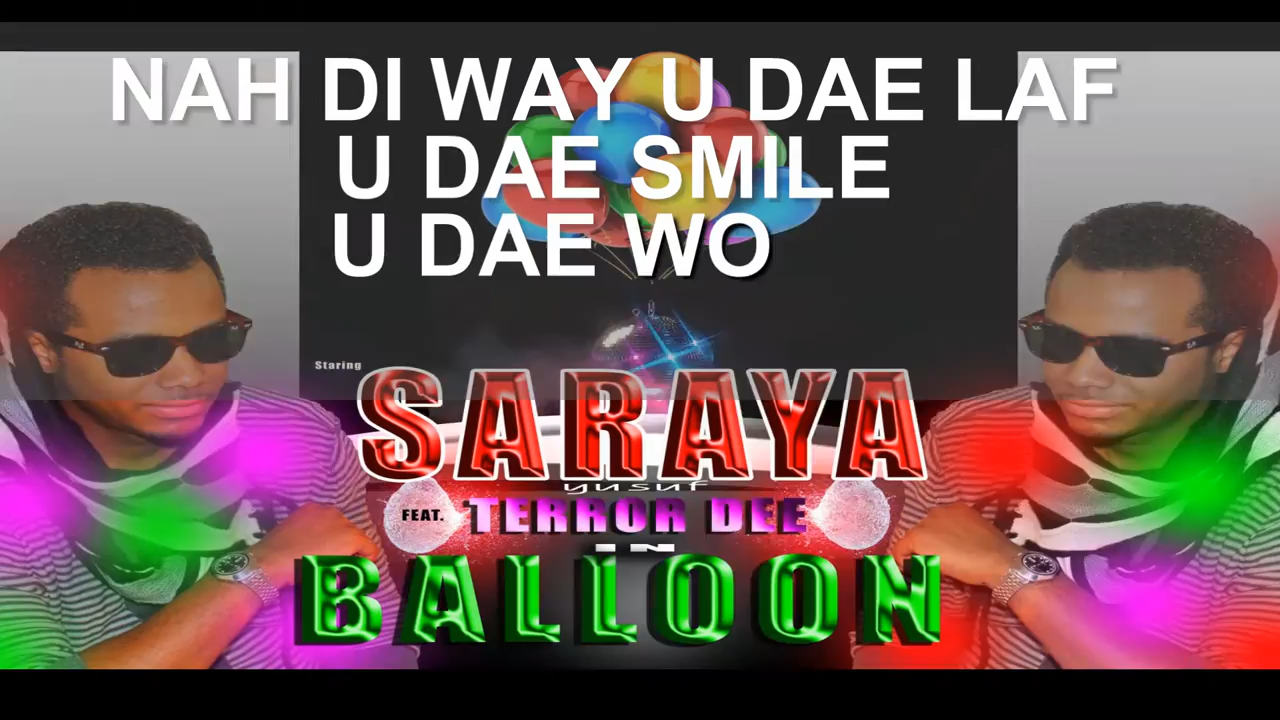 NAH DI WAY U DAE LAF
U DAE SMILE
U DAE WO
Staring
SARAYA
yusuf
FEAT. TERROR DEE
IN
BALLOON